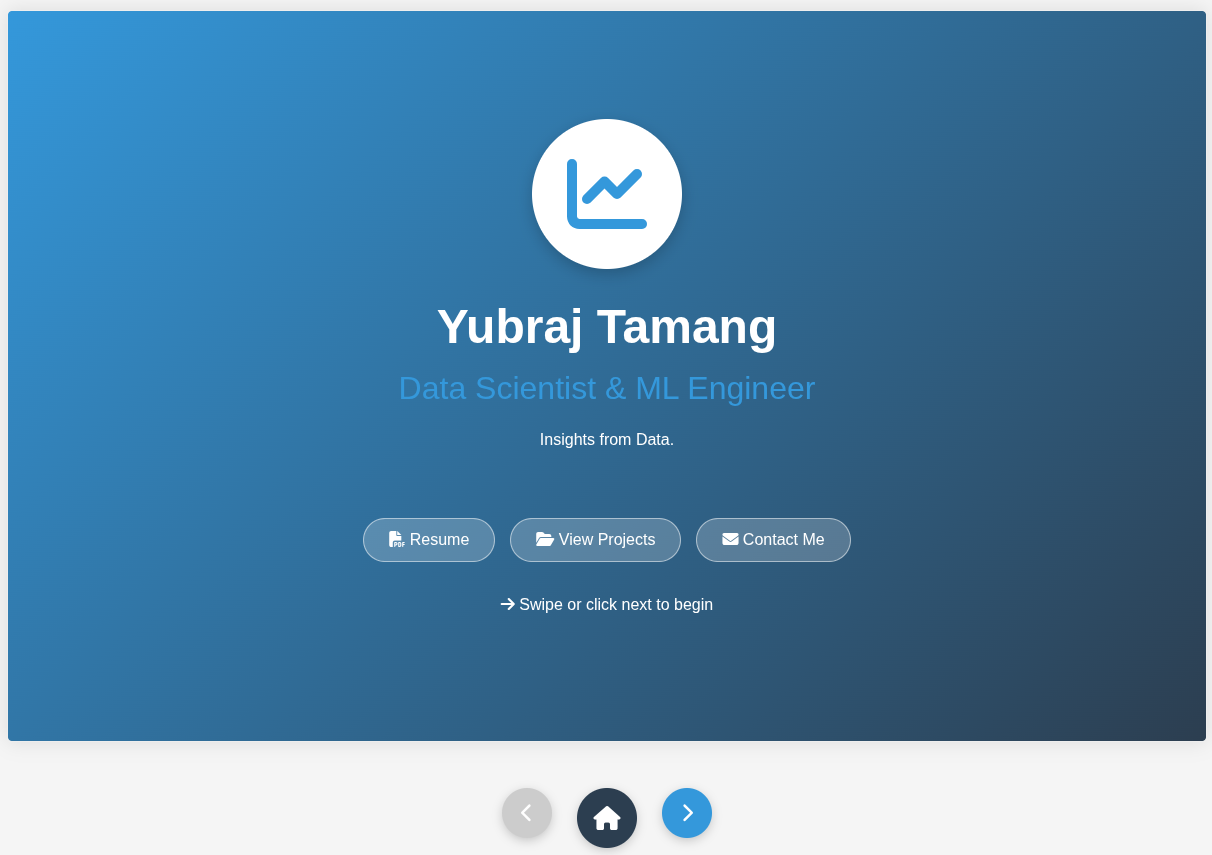 Yubraj Tamang
Data Scientist & ML Engineer
Insights from Data.
PDF Resume
View Projects
Contact Me
Swipe or click next to begin